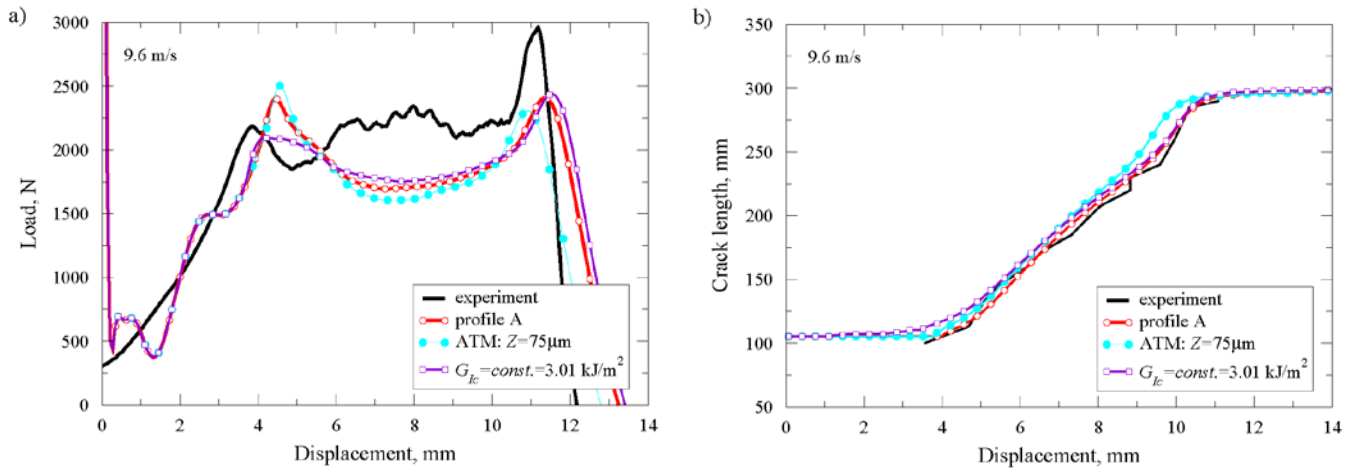 a)
9.6 m/s
Load, N
3000
2500
2000
1500
1000
500
0
0 2 4 6 8 10 12 14
Displacement, mm
experiment
profile A
ATM: Z=75μm
G_Ic=const.=3.01 kJ/m²
b)
9.6 m/s
Crack length, mm
350
300
250
200
150
100
50
0 2 4 6 8 10 12 14
Displacement, mm
experiment
profile A
ATM: Z=75μm
G_Ic=const.=3.01 kJ/m²